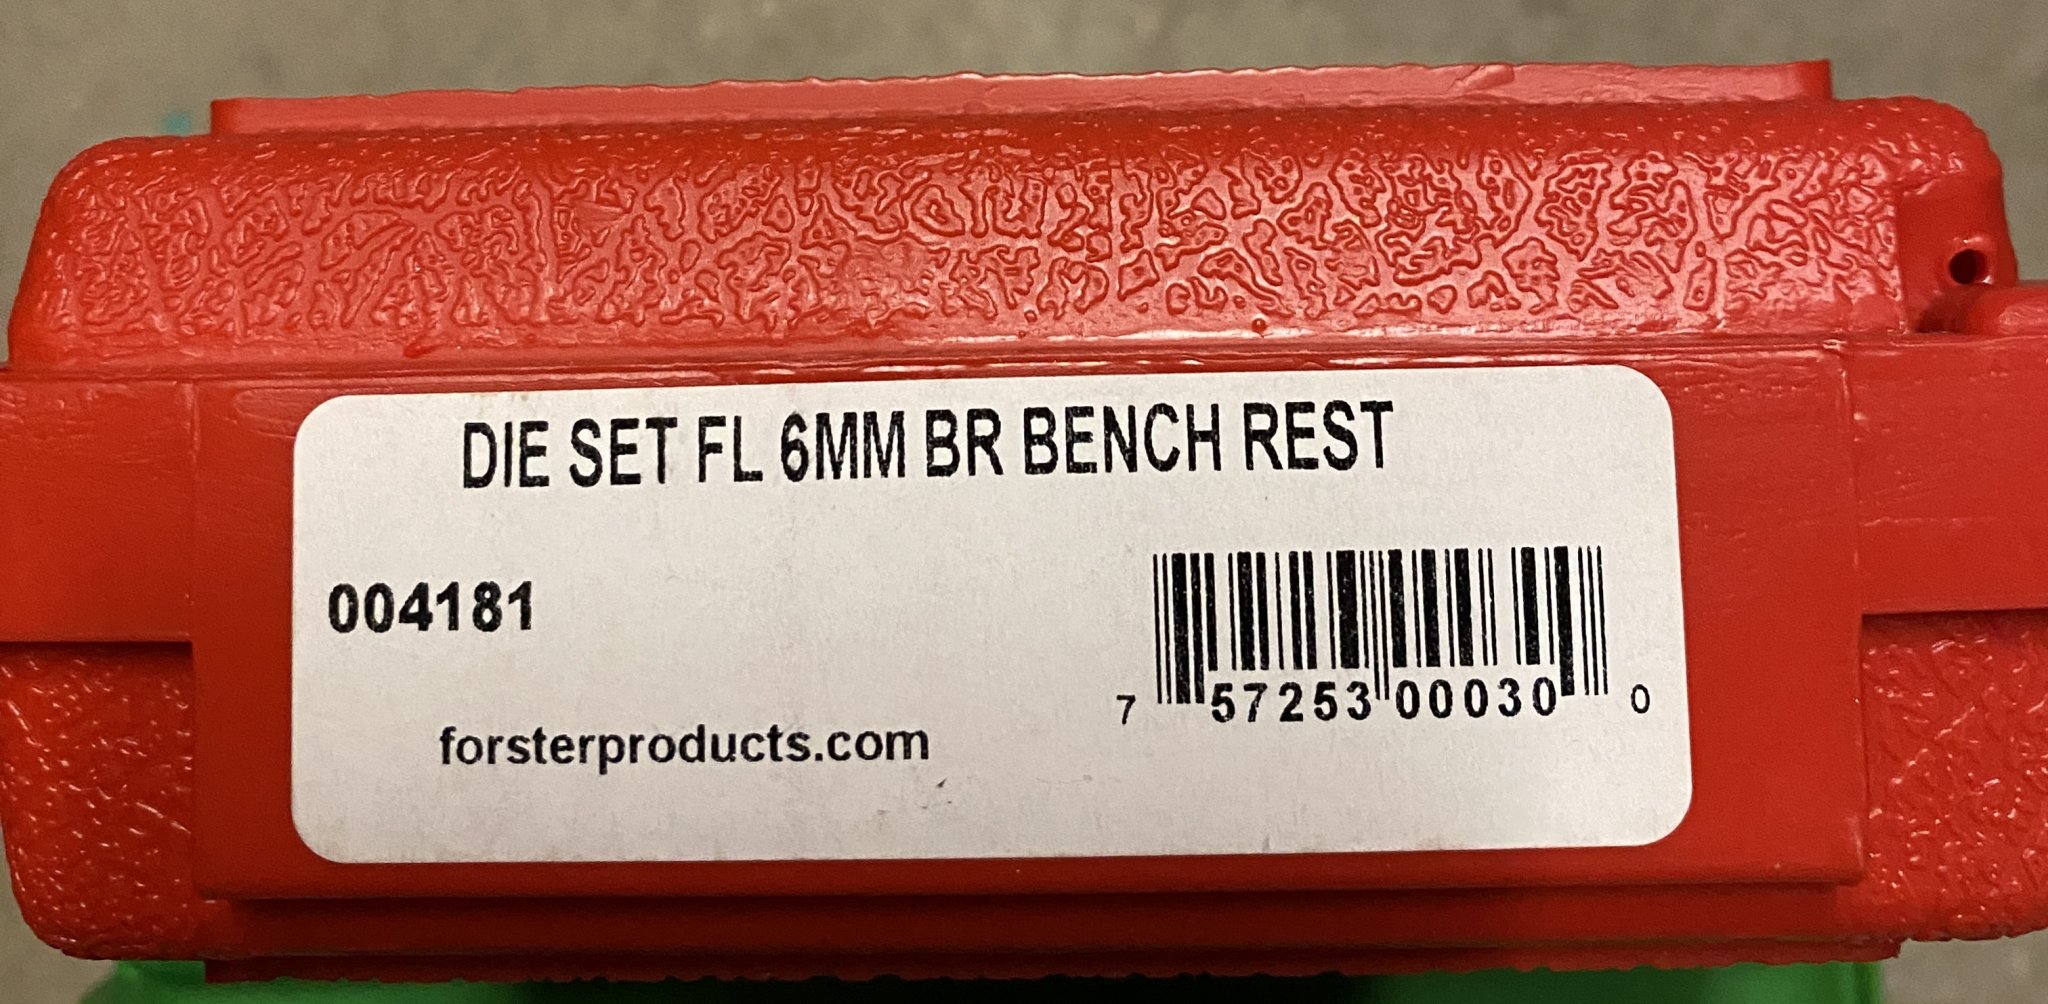 DIE SET FL 6MM BR BENCH REST
004181
7 57253 00030 0
forsterproducts.com